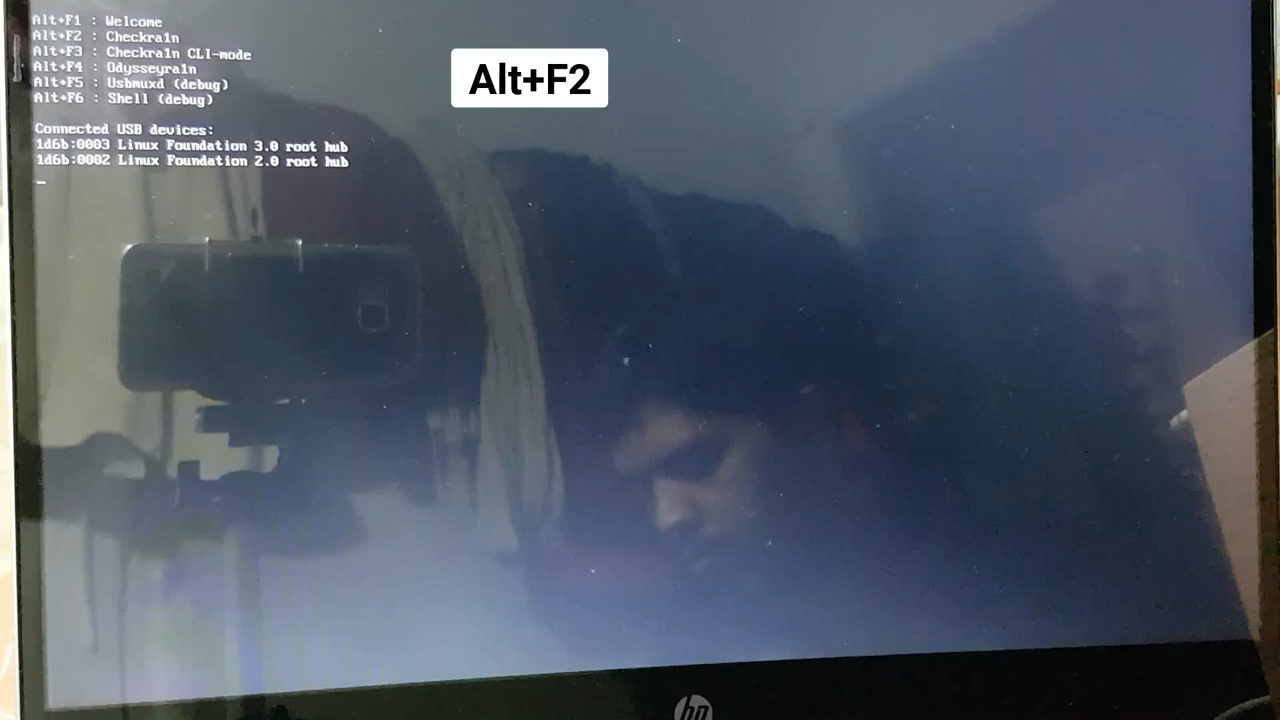 Alt+F1 : Welcome
Alt+F2 : Checkra1n
Alt+F3 : Checkra1n CLI-mode
Alt+F4 : Odysseyra1n
Alt+F5 : Usbmuxd (debug)
Alt+F6 : Shell (debug)
Connected USB devices:
1d6b:0003 Linux Foundation 3.0 root hub
1d6b:0002 Linux Foundation 2.0 root hub
Alt+F2
hp